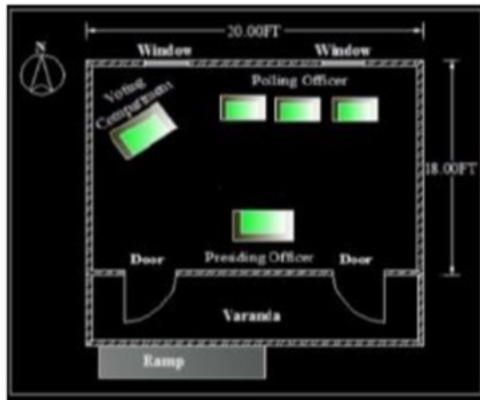 20.00FT
N
Window
Window
Voting
Compartment
Polling Officer
18.00FT
Door
Presiding Officer
Door
Varanda
Ramp